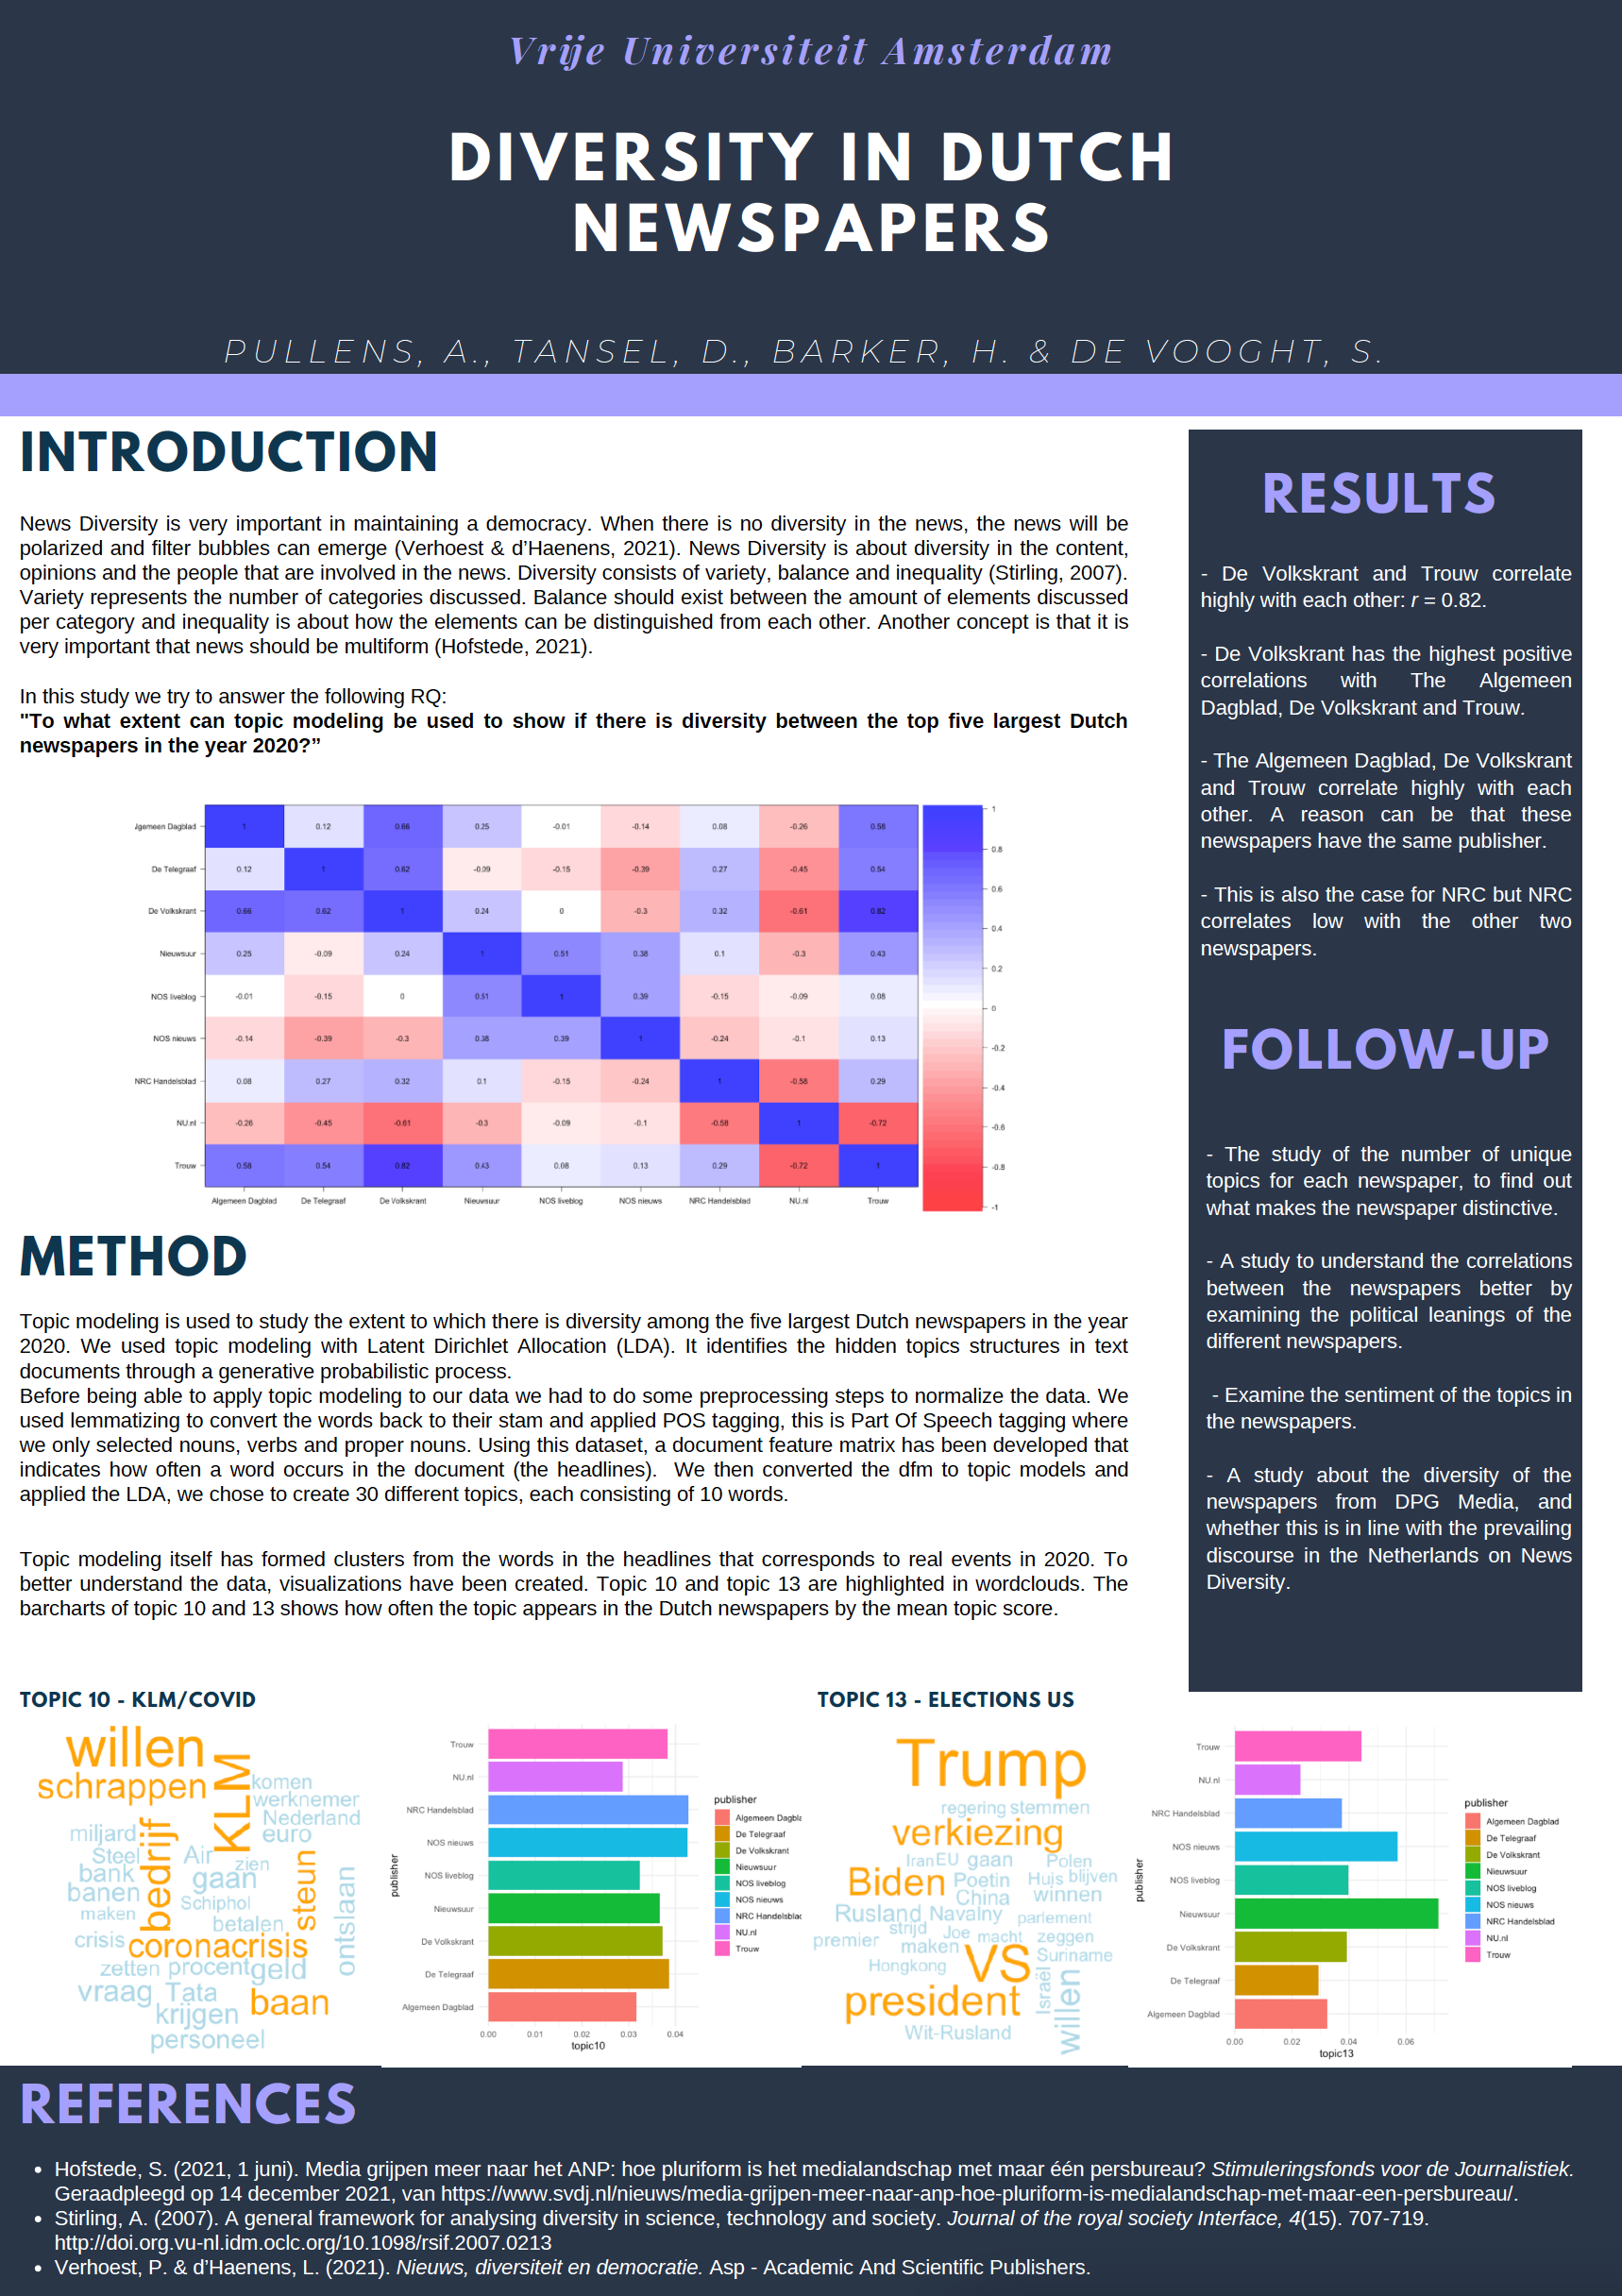 Vrije Universiteit Amsterdam
DIVERSITY IN DUTCH
NEWSPAPERS
PULLENS, A., TANSEL, D., BARKER, H. & DE VOOGHT, S.
INTRODUCTION
News Diversity is very important in maintaining a democracy. When there is no diversity in the news, the news will be
polarized and filter bubbles can emerge (Verhoest & d’Haenens, 2021). News Diversity is about diversity in the content,
opinions and the people that are involved in the news. Diversity consists of variety, balance and inequality (Stirling, 2007).
Variety represents the number of categories discussed. Balance should exist between the amount of elements discussed
per category and inequality is about how the elements can be distinguished from each other. Another concept is that it is
very important that news should be multiform (Hofstede, 2021).
In this study we try to answer the following RQ:
"To what extent can topic modeling be used to show if there is diversity between the top five largest Dutch
newspapers in the year 2020?”
lgemeen Dagblad 1 0.12 0.66 0.25 -0.01 -0.14 0.08 -0.26 0.58
De Telegraaf 0.12 1 0.62 -0.09 -0.15 -0.39 0.27 -0.45 0.54
De Volkskrant 0.66 0.62 1 0.24 0 -0.3 0.32 -0.61 0.82
Nieuwsuur 0.25 -0.09 0.24 1 0.51 0.38 0.1 -0.3 0.43
NOS liveblog -0.01 -0.15 0 0.51 1 0.39 -0.15 -0.09 0.08
NOS nieuws -0.14 -0.39 -0.3 0.38 0.39 1 -0.24 -0.1 0.13
NRC Handelsblad 0.08 0.27 0.32 0.1 -0.15 -0.24 1 -0.58 0.29
NU.nl -0.26 -0.45 -0.61 -0.3 -0.09 -0.1 -0.58 1 -0.72
Trouw 0.58 0.54 0.82 0.43 0.08 0.13 0.29 -0.72 1
Algemeen Dagblad De Telegraaf De Volkskrant Nieuwsuur NOS liveblog NOS nieuws NRC Handelsblad NU.nl Trouw
1
0.8
0.6
0.4
0.2
0
-0.2
-0.4
-0.6
-0.8
-1
METHOD
Topic modeling is used to study the extent to which there is diversity among the five largest Dutch newspapers in the year
2020. We used topic modeling with Latent Dirichlet Allocation (LDA). It identifies the hidden topics structures in text
documents through a generative probabilistic process.
Before being able to apply topic modeling to our data we had to do some preprocessing steps to normalize the data. We
used lemmatizing to convert the words back to their stam and applied POS tagging, this is Part Of Speech tagging where
we only selected nouns, verbs and proper nouns. Using this dataset, a document feature matrix has been developed that
indicates how often a word occurs in the document (the headlines). We then converted the dfm to topic models and
applied the LDA, we chose to create 30 different topics, each consisting of 10 words.
Topic modeling itself has formed clusters from the words in the headlines that corresponds to real events in 2020. To
better understand the data, visualizations have been created. Topic 10 and topic 13 are highlighted in wordclouds. The
barcharts of topic 10 and 13 shows how often the topic appears in the Dutch newspapers by the mean topic score.
RESULTS
- De Volkskrant and Trouw correlate
highly with each other: r = 0.82.
- De Volkskrant has the highest positive
correlations with The Algemeen
Dagblad, De Volkskrant and Trouw.
- The Algemeen Dagblad, De Volkskrant
and Trouw correlate highly with each
other. A reason can be that these
newspapers have the same publisher.
- This is also the case for NRC but NRC
correlates low with the other two
newspapers.
FOLLOW-UP
- The study of the number of unique
topics for each newspaper, to find out
what makes the newspaper distinctive.
- A study to understand the correlations
between the newspapers better by
examining the political leanings of the
different newspapers.
- Examine the sentiment of the topics in
the newspapers.
- A study about the diversity of the
newspapers from DPG Media, and
whether this is in line with the prevailing
discourse in the Netherlands on News
Diversity.
TOPIC 10 - KLM/COVID
willen
schrappen
KLM
komen
werknemer
Nederland
miljard
bedrijf
euro
Steel
Air
zien
bank
gaan
steun
banen
Schiphol
ontslaan
maken
betalen
crisis
coronacrisis
zetten procent
geld
vraag Tata
baan
krijgen
personeel
publisher
Trouw
NU.nl
NRC Handelsblad
NOS nieuws
NOS liveblog
Nieuwsuur
De Volkskrant
De Telegraaf
Algemeen Dagblad
0.00 0.01 0.02 0.03 0.04
topic10
publisher
Algemeen Dagbla
De Telegraaf
De Volkskrant
Nieuwsuur
NOS liveblog
NOS nieuws
NRC Handelsblad
NU.nl
Trouw
TOPIC 13 - ELECTIONS US
Trump
regering stemmen
verkiezing
Iran EU gaan Polen
Biden Poetin Huis blijven
China winnen
Rusland Navalny parlement
strijd Joe macht zeggen
premier maken VS Suriname
Hongkong
president Israël willen
Wit-Rusland
publisher
Trouw
NU.nl
NRC Handelsblad
NOS nieuws
NOS liveblog
Nieuwsuur
De Volkskrant
De Telegraaf
Algemeen Dagblad
0.00 0.02 0.04 0.06
topic13
publisher
Algemeen Dagblad
De Telegraaf
De Volkskrant
Nieuwsuur
NOS liveblog
NOS nieuws
NRC Handelsblad
NU.nl
Trouw
REFERENCES
• Hofstede, S. (2021, 1 juni). Media grijpen meer naar het ANP: hoe pluriform is het medialandschap met maar één persbureau? Stimuleringsfonds voor de Journalistiek.
Geraadpleegd op 14 december 2021, van https://www.svdj.nl/nieuws/media-grijpen-meer-naar-anp-hoe-pluriform-is-medialandschap-met-maar-een-persbureau/.
• Stirling, A. (2007). A general framework for analysing diversity in science, technology and society. Journal of the royal society Interface, 4(15). 707-719.
http://doi.org.vu-nl.idm.oclc.org/10.1098/rsif.2007.0213
• Verhoest, P. & d’Haenens, L. (2021). Nieuws, diversiteit en democratie. Asp - Academic And Scientific Publishers.